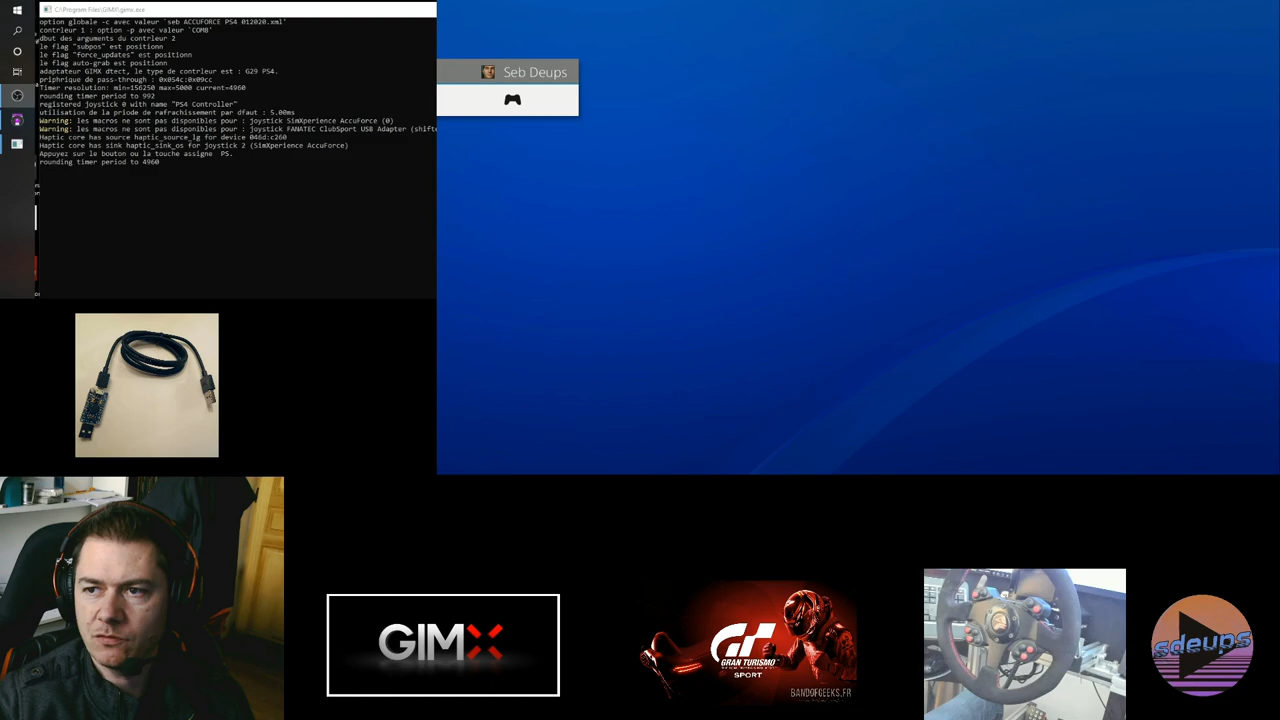 C:\Program Files\GIMX\gimx.exe
option globale -c avec valeur `seb ACCUFORCE PS4 012020.xml'
contrleur 1 : option -p avec valeur `COM8'
dbut des arguments du contrleur 2
le flag "subpos" est positionn
le flag "force_updates" est positionn
le flag auto-grab est positionn
adaptateur GIMX dtect, le type de contrleur est : G29 PS4.
priphrique de pass-through : 0x054c:0x09cc
Timer resolution: min=156250 max=5000 current=4960
rounding timer period to 992
registered joystick 0 with name "PS4 Controller"
utilisation de la priode de rafrachissement par dfaut : 5.00ms
Warning: les macros ne sont pas disponibles pour : joystick SimXperience AccuForce (0)
Warning: les macros ne sont pas disponibles pour : joystick FANATEC ClubSport USB Adapter (shifte
Haptic core has source haptic_source_lg for device 046d:c260
Haptic core has sink haptic_sink_os for joystick 2 (SimXperience AccuForce)
Appuyez sur le bouton ou la touche assigne  PS.
rounding timer period to 4960
Seb Deups
GIMX
GT
GRAN TURISMO
SPORT
BANDOFGEEKS.FR
sdeups